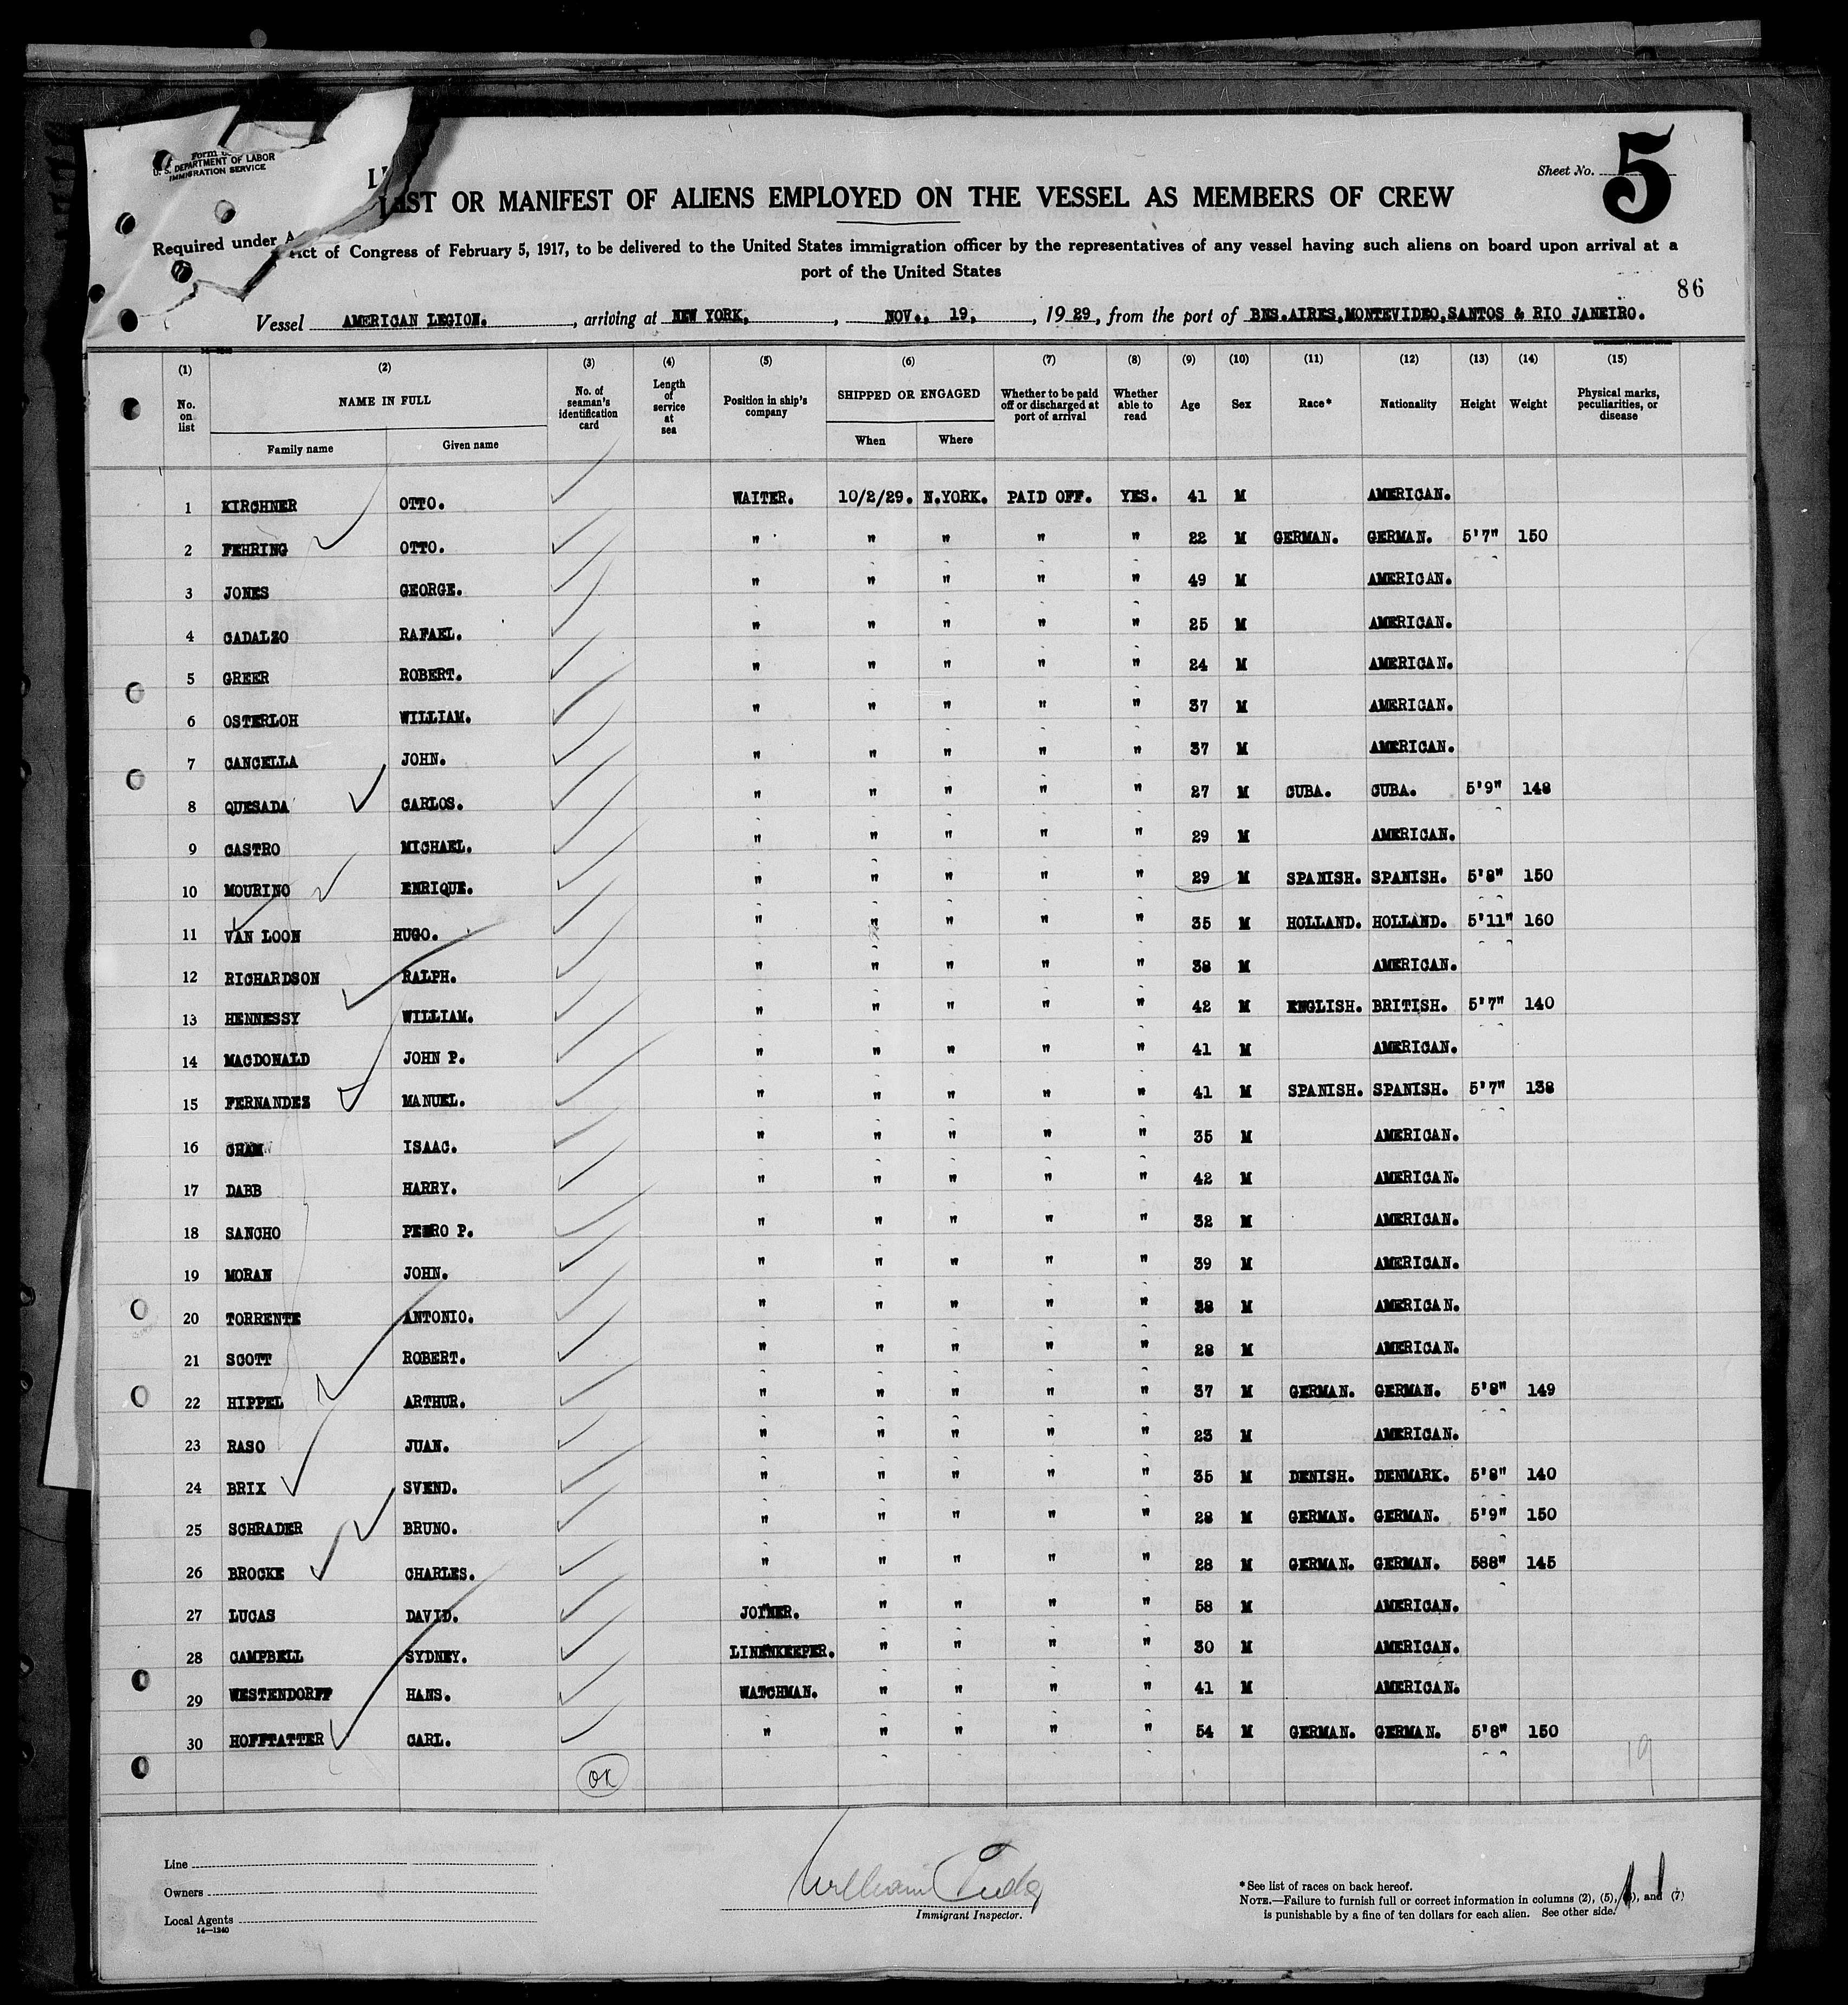 U. S. DEPARTMENT OF LABOR
IMMIGRATION SERVICE
Sheet No. 5
LIST OR MANIFEST OF ALIENS EMPLOYED ON THE VESSEL AS MEMBERS OF CREW
Required under Act of Congress of February 5, 1917, to be delivered to the United States immigration officer by the representatives of any vessel having such aliens on board upon arrival at a
port of the United States
86
Vessel AMERICAN LEGION., arriving at NEW YORK, , NOV., 19, , 1929, from the port of BNS.AIRES,MONTEVIDEO,SANTOS & RIO JANEIRO.
(1) (2) (3) (4) (5) (6) (7) (8) (9) (10) (11) (12) (13) (14) (15)
No. on list NAME IN FULL Family name Given name No. of seaman's identification card Length of service at sea Position in ship's company SHIPPED OR ENGAGED When Where Whether to be paid off or discharged at port of arrival Whether able to read Age Sex Race* Nationality Height Weight Physical marks, peculiarities, or disease
1 KIRCHNER OTTO. WAITER. 10/2/29. N.YORK. PAID OFF. YES. 41 M AMERICAN.
2 FEHRING OTTO. " " " " " 22 M GERMAN. GERMAN. 5'7" 150
3 JONES GEORGE. " " " " " 49 M AMERICAN.
4 CADALZO RAFAEL. " " " " " 25 M AMERICAN.
5 GREER ROBERT. " " " " " 24 M AMERICAN.
6 OSTERLOH WILLIAM. " " " " " 37 M AMERICAN.
7 CANCELLA JOHN. " " " " " 37 M AMERICAN.
8 QUESADA CARLOS. " " " " " 27 M CUBA. CUBA. 5'9" 148
9 CASTRO MICHAEL. " " " " " 29 M AMERICAN.
10 MOURINO ENRIQUE. " " " " " 29 M SPANISH. SPANISH. 5'8" 150
11 VAN LOON HUGO. " " " " " 35 M HOLLAND. HOLLAND. 5'11" 160
12 RICHARDSON RALPH. " " " " " 38 M AMERICAN.
13 HENNESSY WILLIAM. " " " " " 42 M ENGLISH. BRITISH. 5'7" 140
14 MACDONALD JOHN P. " " " " " 41 M AMERICAN.
15 FERNANDEZ MANUEL. " " " " " 41 M SPANISH. SPANISH. 5'7" 138
16 ISAAC. " " " " " 35 M AMERICAN.
17 DABB HARRY. " " " " " 42 M AMERICAN.
18 SANCHO PEDRO P. " " " " " 32 M AMERICAN.
19 MORAN JOHN. " " " " " 39 M AMERICAN.
20 TORRENTE ANTONIO. " " " " " 38 M AMERICAN.
21 SCOTT ROBERT. " " " " " 28 M AMERICAN.
22 HIPPEL ARTHUR. " " " " " 37 M GERMAN. GERMAN. 5'8" 149
23 RASO JUAN. " " " " " 23 M AMERICAN.
24 BRIX SVEND. " " " " " 35 M DENISH. DENMARK. 5'8" 140
25 SCHRADER BRUNO. " " " " " 28 M GERMAN. GERMAN. 5'9" 150
26 BROCKE CHARLES. " " " " " 28 M GERMAN. GERMAN. 588" 145
27 LUCAS DAVID. JOINER. " " " " 58 M AMERICAN.
28 CAMPBELL SYDNEY. LINENKEEPER. " " " " 30 M AMERICAN.
29 WESTENDORFF HANS. WATCHMAN. " " " " 41 M AMERICAN.
30 HOFFTATTER CARL. " " " " " 54 M GERMAN. GERMAN. 5'8" 150
19
OK
Line
Owners
Local Agents
14—1240
William
Immigrant Inspector.
*See list of races on back hereof.
NOTE.—Failure to furnish full or correct information in columns (2), (5), (6), and (7)
is punishable by a fine of ten dollars for each alien. See other side.